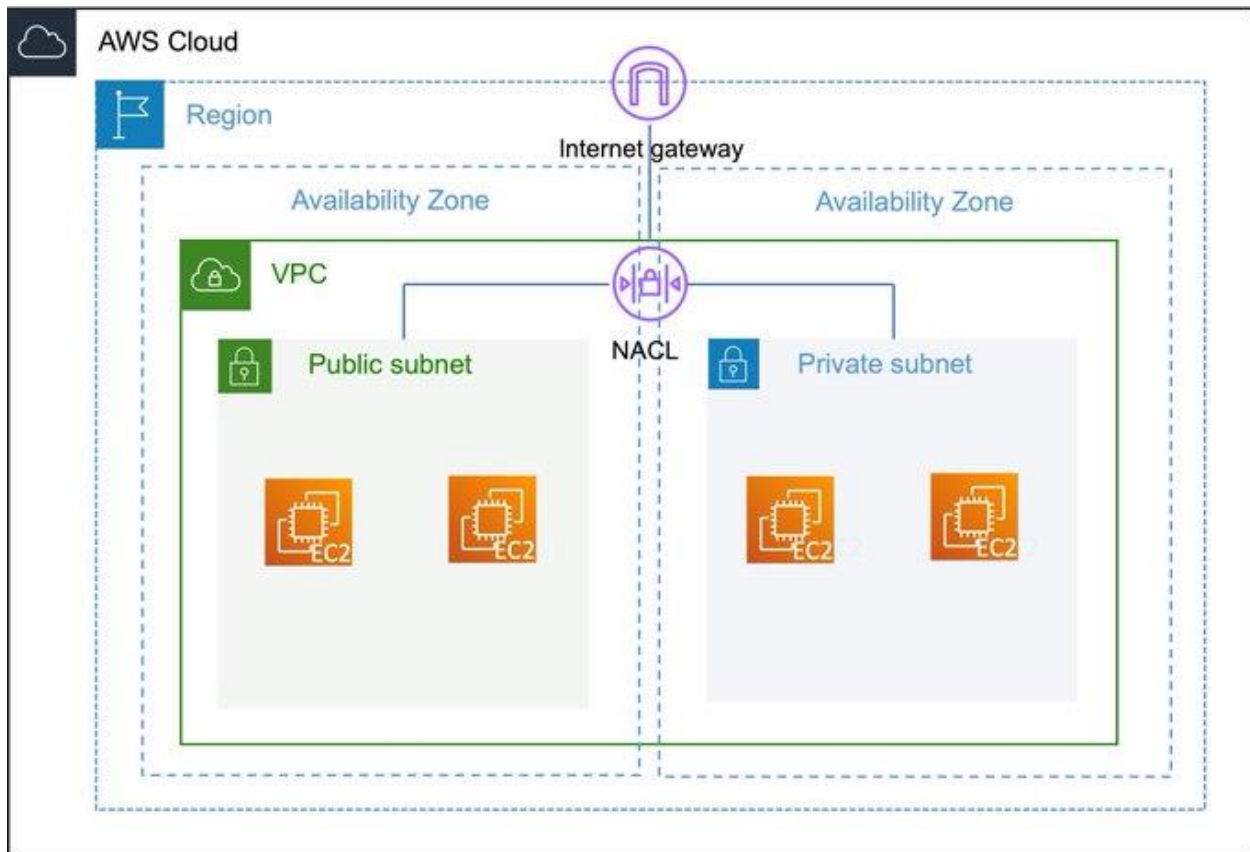 AWS Cloud
Region
Internet gateway
Availability Zone
Availability Zone
VPC
NACL
Public subnet
Private subnet
EC2
EC2
EC2
EC2